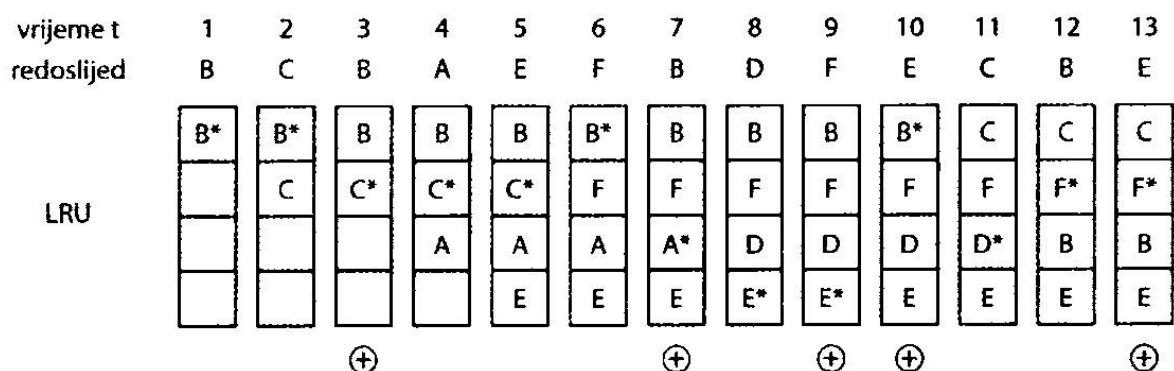 vrijeme t 1 2 3 4 5 6 7 8 9 10 11 12 13
redoslijed B C B A E F B D F E C B E
B* B* B B B B* B B B B* C C C
C C* C* C* F F F F F F F* F*
LRU
A A A A* D D D D* B B
E E E E* E* E E E E
⊕ ⊕ ⊕ ⊕ ⊕